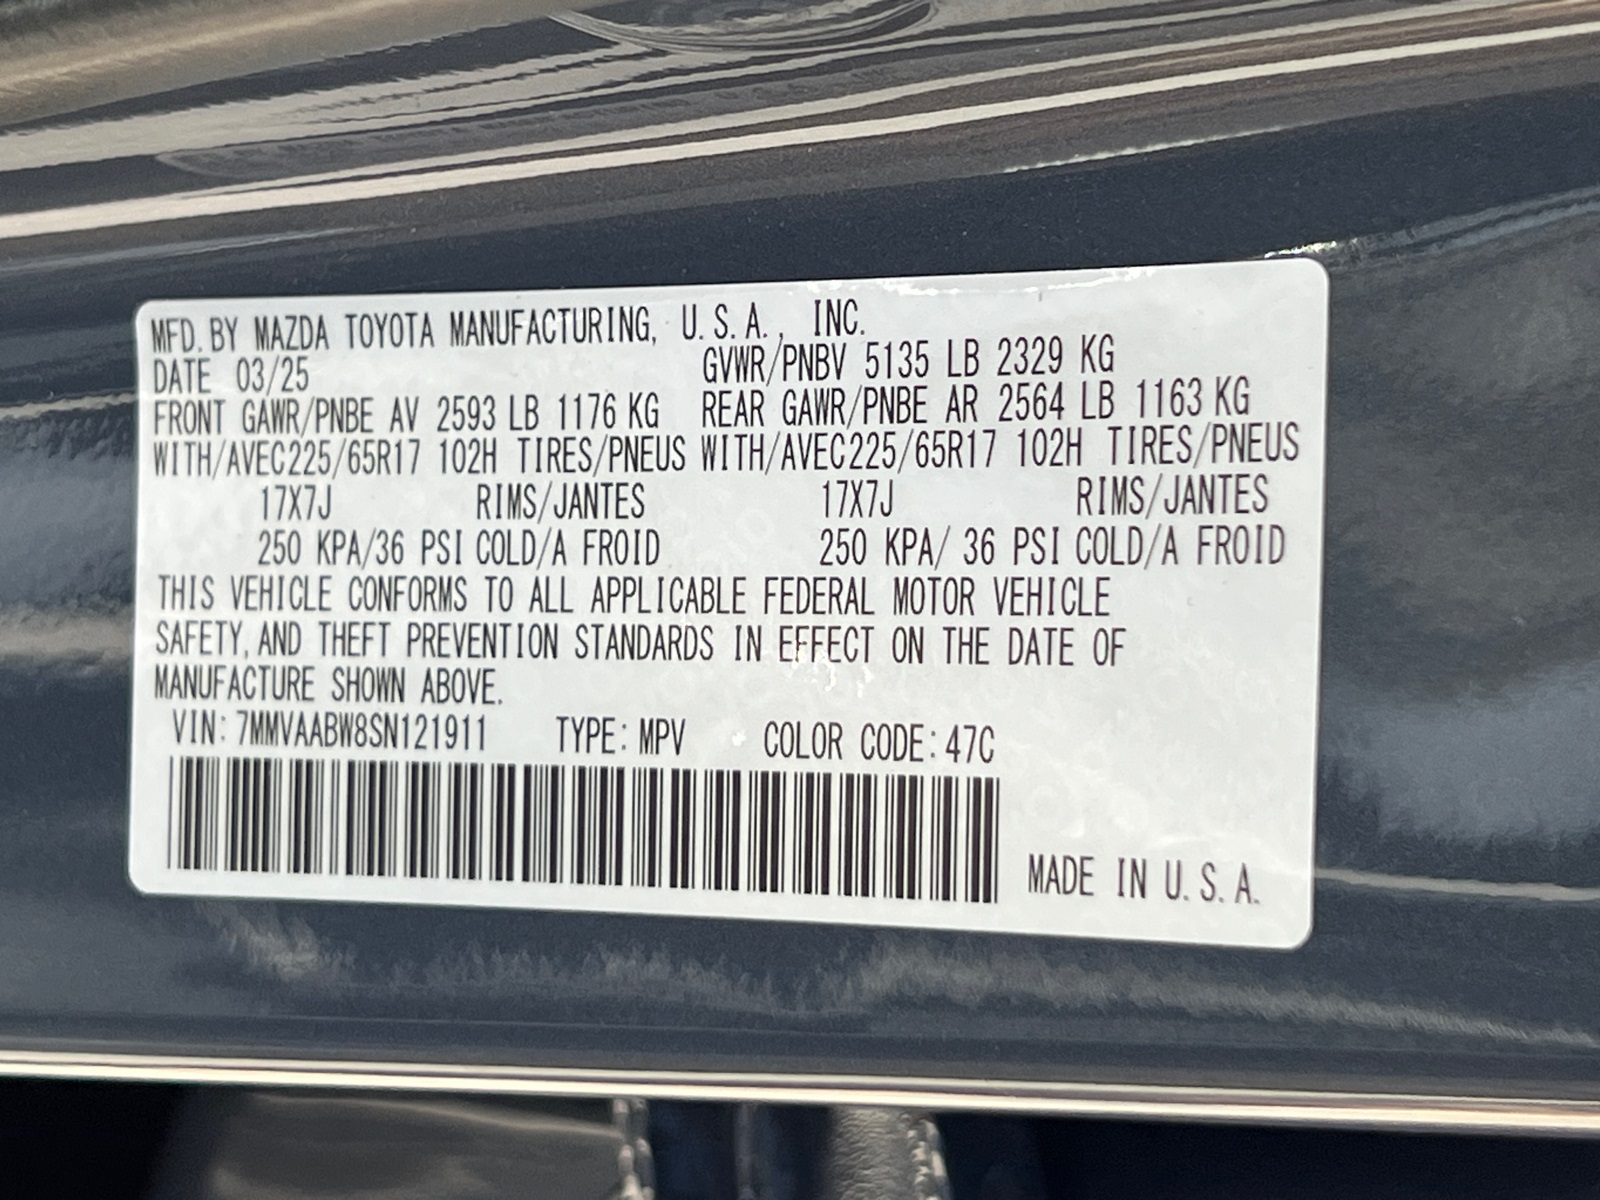 MFD. BY MAZDA TOYOTA MANUFACTURING, U.S.A., INC.
DATE 03/25 GVWR/PNBV 5135 LB 2329 KG
FRONT GAWR/PNBE AV 2593 LB 1176 KG REAR GAWR/PNBE AR 2564 LB 1163 KG
WITH/AVEC225/65R17 102H TIRES/PNEUS WITH/AVEC225/65R17 102H TIRES/PNEUS
17X7J RIMS/JANTES 17X7J RIMS/JANTES
250 KPA/36 PSI COLD/A FROID 250 KPA/ 36 PSI COLD/A FROID
THIS VEHICLE CONFORMS TO ALL APPLICABLE FEDERAL MOTOR VEHICLE
SAFETY, AND THEFT PREVENTION STANDARDS IN EFFECT ON THE DATE OF
MANUFACTURE SHOWN ABOVE.
VIN: 7MMVAABW8SN121911 TYPE: MPV COLOR CODE: 47C
MADE IN U.S.A.